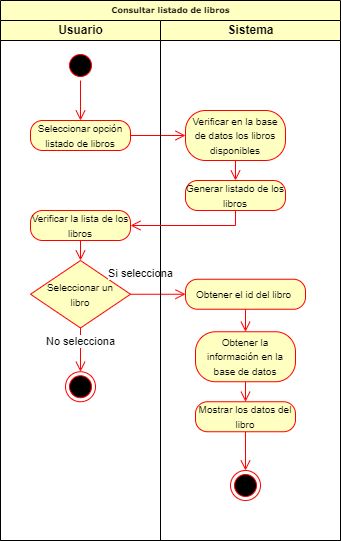 Consultar listado de libros
Usuario
Sistema
Seleccionar opción
listado de libros
Verificar en la base
de datos los libros
disponibles
Generar listado de los
libros
Verificar la lista de los
libros
Si selecciona
Seleccionar un
libro
Obtener el id del libro
No selecciona
Obtener la
información en la
base de datos
Mostrar los datos del
libro